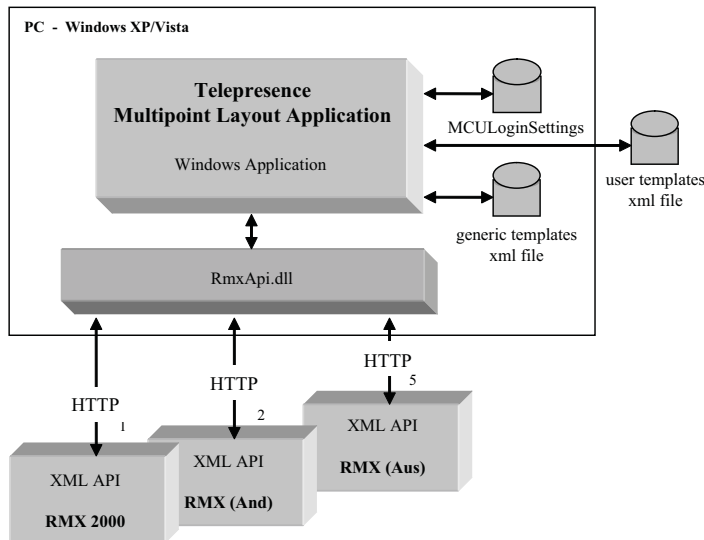 PC - Windows XP/Vista
Telepresence
Multipoint Layout Application
Windows Application
MCULoginSettings
user templates
xml file
generic templates
xml file
RmxApi.dll
HTTP
1
HTTP
2
HTTP
5
XML API
RMX 2000
XML API
RMX (And)
XML API
RMX (Aus)